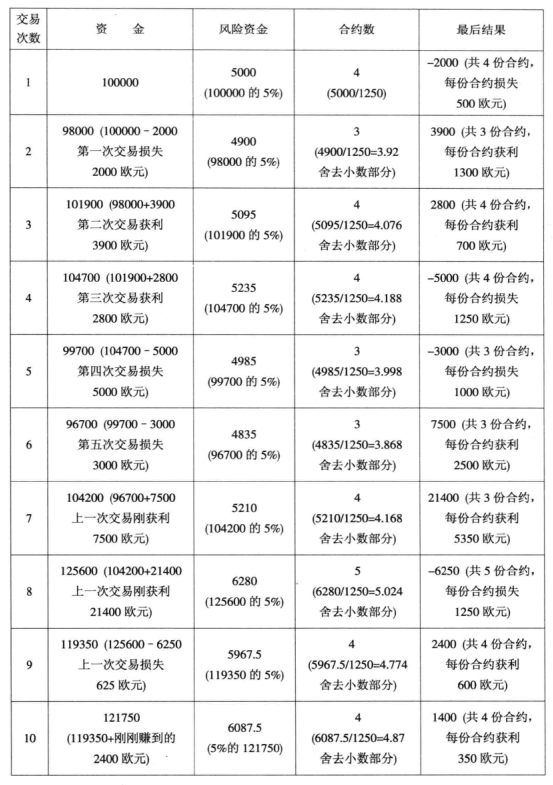 交易
次数
资 金
风险资金
合约数
最后结果
1
100000
5000
(100000 的 5%)
4
(5000/1250)
-2000 (共 4 份合约,
每份合约损失
500 欧元)
2
98000 (100000－2000
第一次交易损失
2000 欧元)
4900
(98000 的 5%)
3
(4900/1250=3.92
舍去小数部分)
3900 (共 3 份合约,
每份合约获利
1300 欧元)
3
101900 (98000+3900
第二次交易获利
3900 欧元)
5095
(101900 的 5%)
4
(5095/1250=4.076
舍去小数部分)
2800 (共 4 份合约,
每份合约获利
700 欧元)
4
104700 (101900+2800
第三次交易获利
2800 欧元)
5235
(104700 的 5%)
4
(5235/1250=4.188
舍去小数部分)
-5000 (共 4 份合约,
每份合约损失
1250 欧元)
5
99700 (104700－5000
第四次交易损失
5000 欧元)
4985
(99700 的 5%)
3
(4985/1250=3.998
舍去小数部分)
-3000 (共 3 份合约,
每份合约损失
1000 欧元)
6
96700 (99700－3000
第五次交易损失
3000 欧元)
4835
(96700 的 5%)
3
(4835/1250=3.868
舍去小数部分)
7500 (共 3 份合约,
每份合约获利
2500 欧元)
7
104200 (96700+7500
上一次交易刚获利
7500 欧元)
5210
(104200 的 5%)
4
(5210/1250=4.168
舍去小数部分)
21400 (共 3 份合约,
每份合约获利
5350 欧元)
8
125600 (104200+21400
上一次交易刚获利
21400 欧元)
6280
(125600 的 5%)
5
(6280/1250=5.024
舍去小数部分)
-6250 (共 5 份合约,
每份合约损失
1250 欧元)
9
119350 (125600－6250
上一次交易损失
625 欧元)
5967.5
(119350 的 5%)
4
(5967.5/1250=4.774
舍去小数部分)
2400 (共 4 份合约,
每份合约获利
600 欧元)
10
121750
(119350+刚刚赚到的
2400 欧元)
6087.5
(5%的 121750)
4
(6087.5/1250=4.87
舍去小数部分)
1400 (共 4 份合约,
每份合约获利
350 欧元)